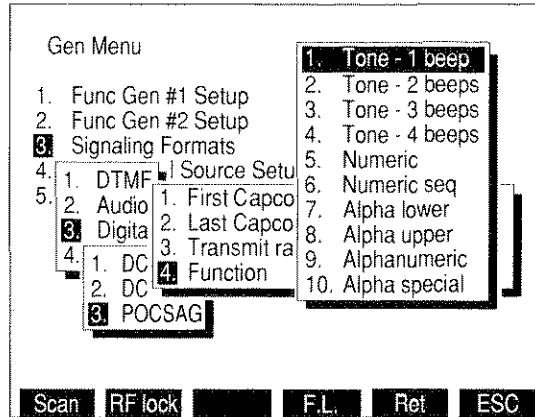 Gen Menu
1. Func Gen #1 Setup
2. Func Gen #2 Setup
3. Signaling Formats
4. l Source Setu
5.
1. DTMF
2. Audio
3. Digita
4.
1. DC
2. DC
3. POCSAG
1. First Capco
2. Last Capco
3. Transmit ra
4. Function
1. Tone - 1 beep
2. Tone - 2 beeps
3. Tone - 3 beeps
4. Tone - 4 beeps
5. Numeric
6. Numeric seq
7. Alpha lower
8. Alpha upper
9. Alphanumeric
10. Alpha special
Scan RF lock F.L. Ret ESC